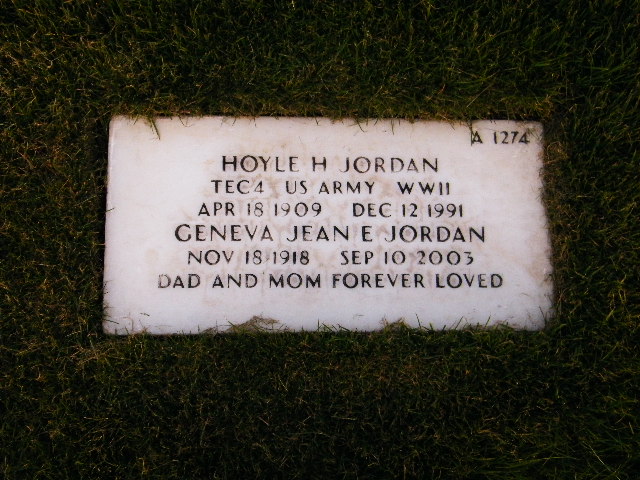 A 1274
HOYLE H JORDAN
TEC4 US ARMY WWII
APR 18 1909 DEC 12 1991
GENEVA JEAN E JORDAN
NOV 18 1918 SEP 10 2003
DAD AND MOM FOREVER LOVED